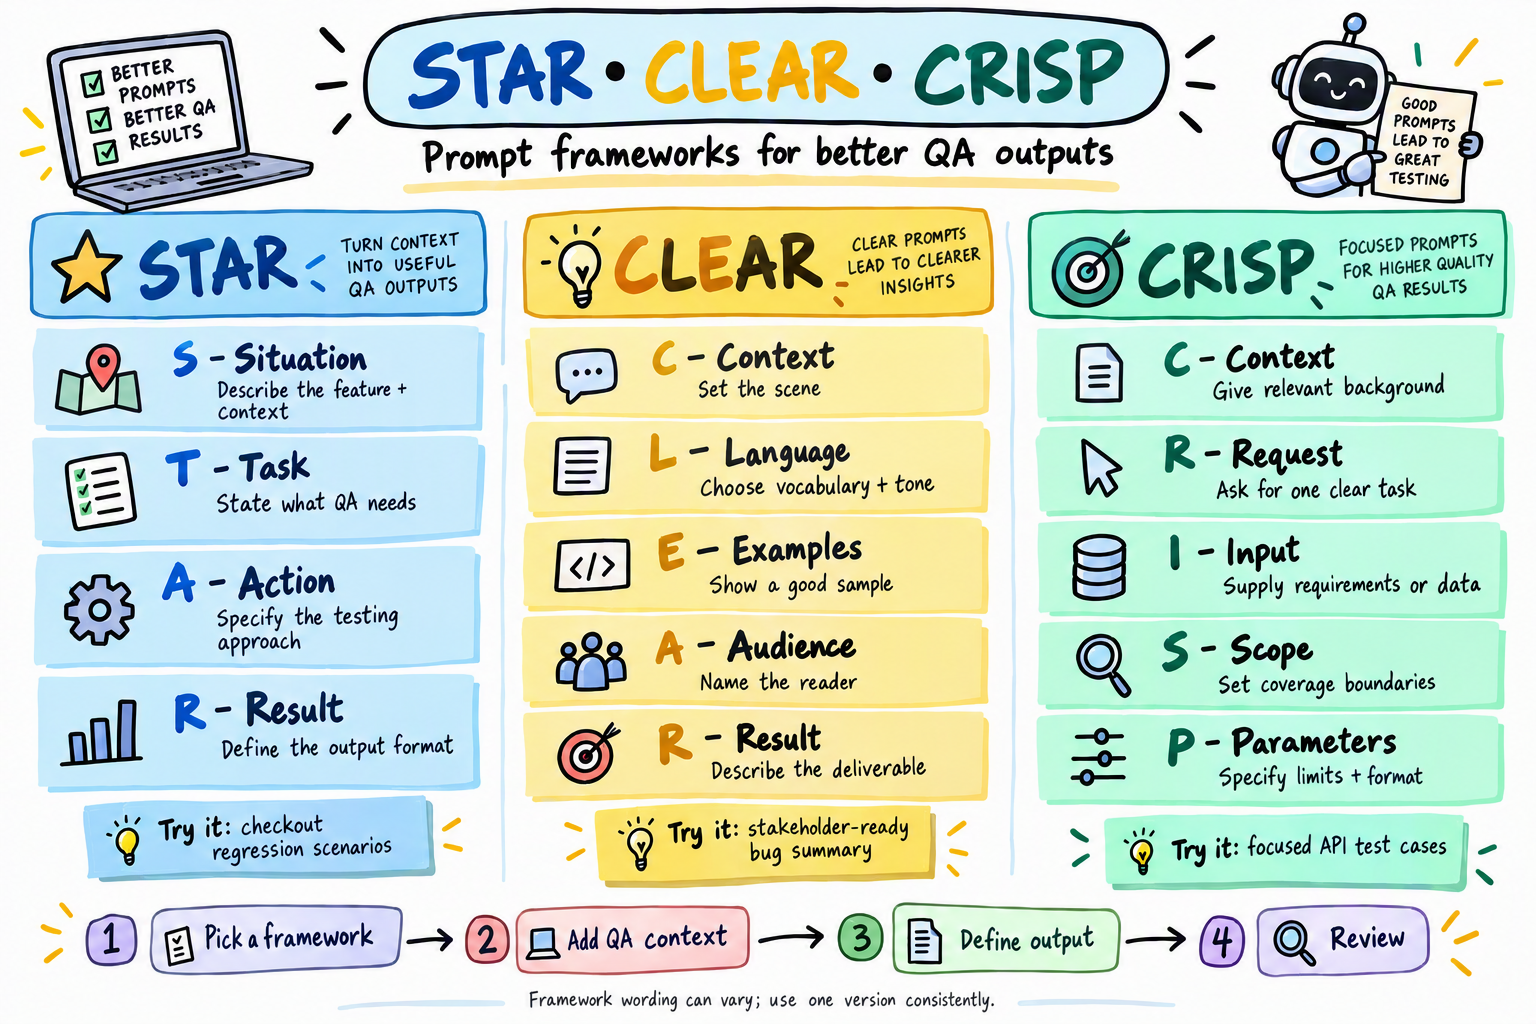 BETTER
PROMPTS
BETTER QA
RESULTS
STAR • CLEAR • CRISP
Prompt frameworks for better QA outputs
GOOD
PROMPTS
LEAD TO
GREAT
TESTING
STAR
TURN CONTEXT
INTO USEFUL
QA OUTPUTS
S - Situation
Describe the feature +
context
T - Task
State what QA needs
A - Action
Specify the testing
approach
R - Result
Define the output format
Try it: checkout
regression scenarios
CLEAR
CLEAR PROMPTS
LEAD TO CLEARER
INSIGHTS
C - Context
Set the scene
L - Language
Choose vocabulary + tone
</>
E - Examples
Show a good sample
A - Audience
Name the reader
R - Result
Describe the deliverable
Try it: stakeholder-ready
bug summary
CRISP
FOCUSED PROMPTS
FOR HIGHER QUALITY
QA RESULTS
C - Context
Give relevant background
R - Request
Ask for one clear task
I - Input
Supply requirements or data
S - Scope
Set coverage boundaries
P - Parameters
Specify limits + format
Try it: focused API test cases
1 Pick a framework
2 Add QA context
3 Define output
4 Review
Framework wording can vary; use one version consistently.